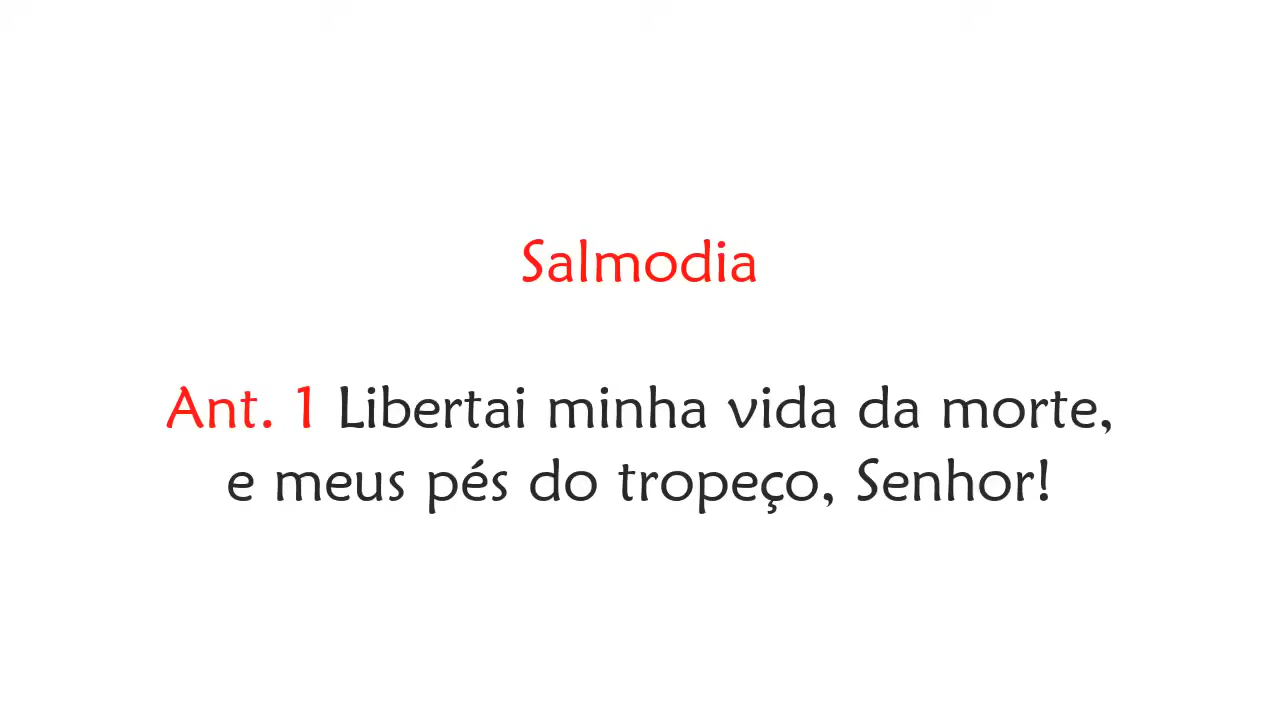 Salmodia
Ant. 1 Libertai minha vida da morte,
e meus pés do tropeço, Senhor!